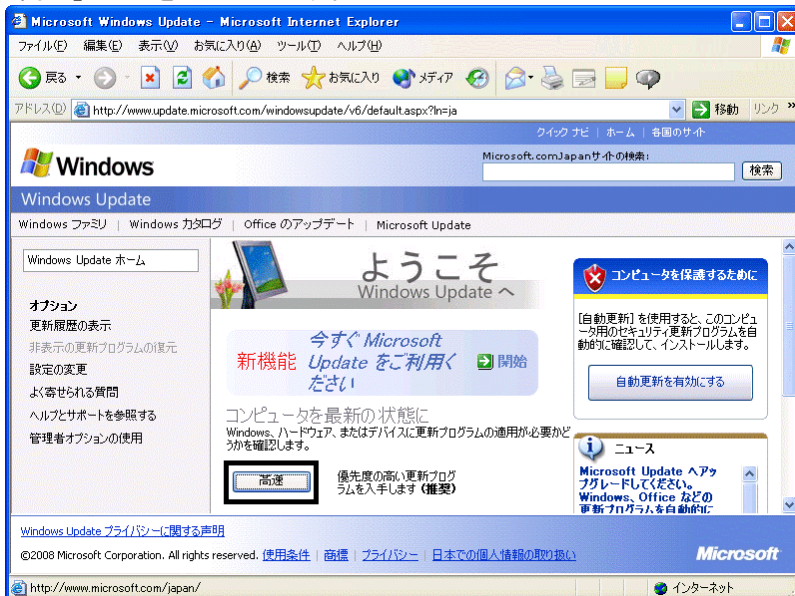 Microsoft Windows Update - Microsoft Internet Explorer
ファイル(F) 編集(E) 表示(V) お気に入り(A) ツール(T) ヘルプ(H)
戻る 検索 お気に入り メディア
アドレス(D) http://www.update.microsoft.com/windowsupdate/v6/default.aspx?ln=ja 移動 リンク »
クイック ナビ | ホーム | 各国のサイト
Windows
Microsoft.comJapanサイトの検索:
検索
Windows Update
Windows ファミリ | Windows カタログ | Office のアップデート | Microsoft Update
Windows Update ホーム
オプション
更新履歴の表示
非表示の更新プログラムの復元
設定の変更
よく寄せられる質問
ヘルプとサポートを参照する
管理者オプションの使用
ようこそ
Windows Update へ
新機能
今すぐ Microsoft
Update をご利用く
ださい
開始
コンピュータを最新の状態に
Windows、ハードウェア、またはデバイスに更新プログラムの適用が必要かど
うかを確認します。
高速
優先度の高い更新プログ
ラムを入手します (推奨)
コンピュータを保護するために
[自動更新] を使用すると、このコンピュ
ータ用のセキュリティ更新プログラムを自
動的に確認して、インストールします。
自動更新を有効にする
ニュース
Microsoft Update へアッ
プグレードしてください。
Windows、Office などの
更新プログラムを自動的に
Windows Update プライバシーに関する声明
©2008 Microsoft Corporation. All rights reserved. 使用条件 | 商標 | プライバシー | 日本での個人情報の取り扱い
Microsoft
http://www.microsoft.com/japan/
インターネット